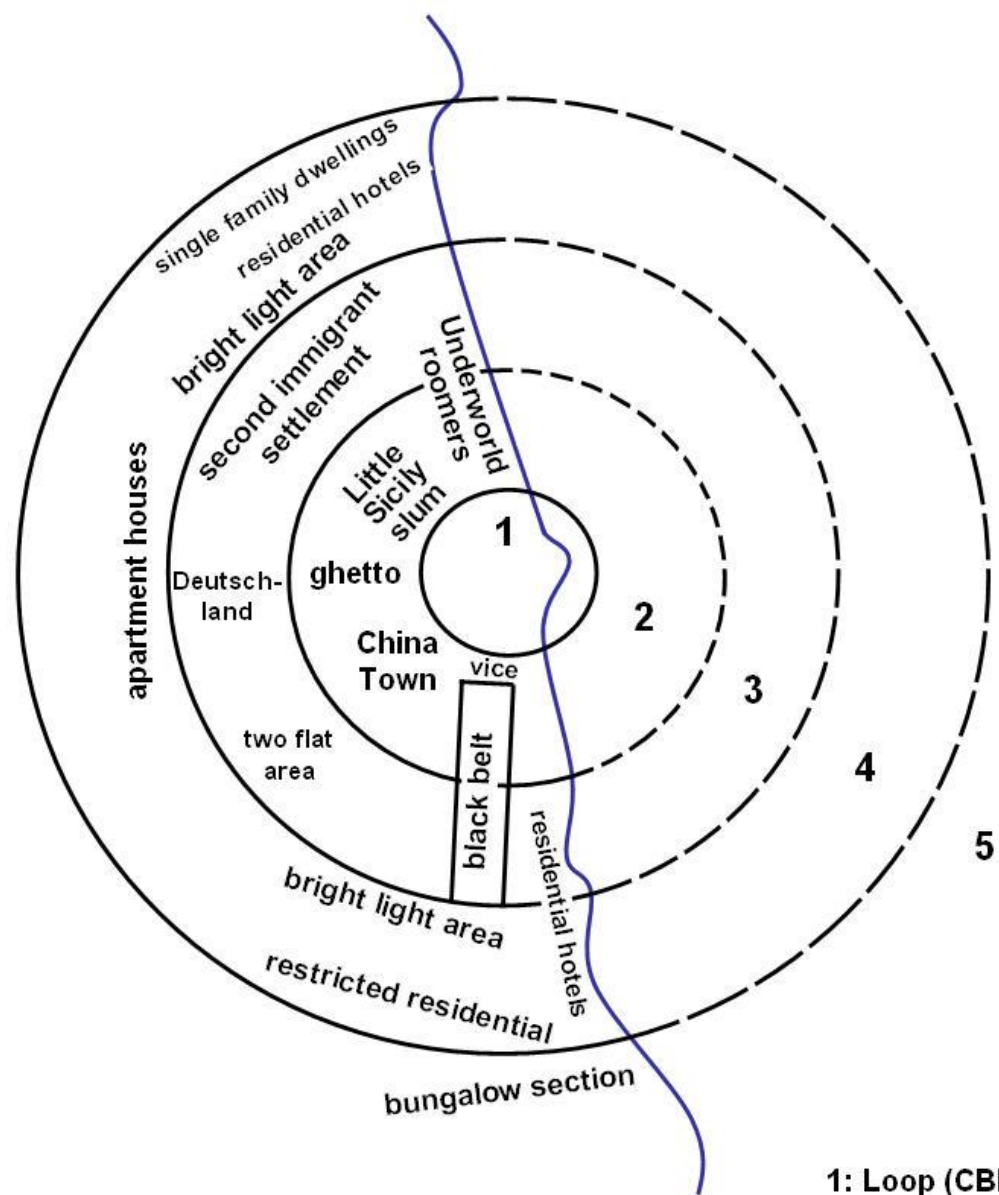 single family dwellings
residential hotels
bright light area
second immigrant
settlement
Underworld
roomers
Little
Sicily
slum
1
apartment houses
Deutsch-
land
ghetto
2
China
Town
vice
3
two flat
area
black belt
4
residential hotels
5
bright light area
restricted residential
bungalow section
1: Loop (CB